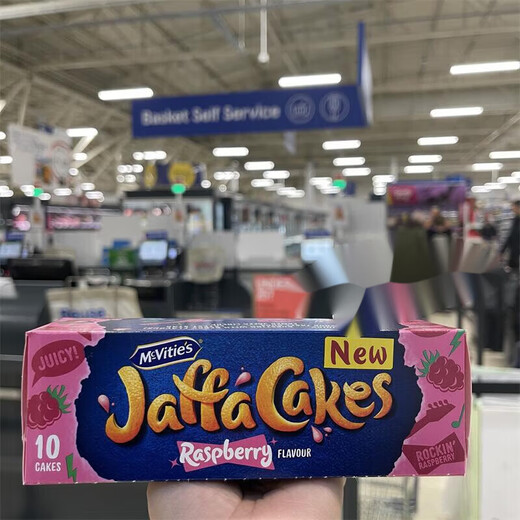 Basket Self Service
McVitie's
New
Jaffa Cakes
Raspberry
FLAVOUR
JUICY!
10
CAKES
ROCKIN'
RASPBERRY